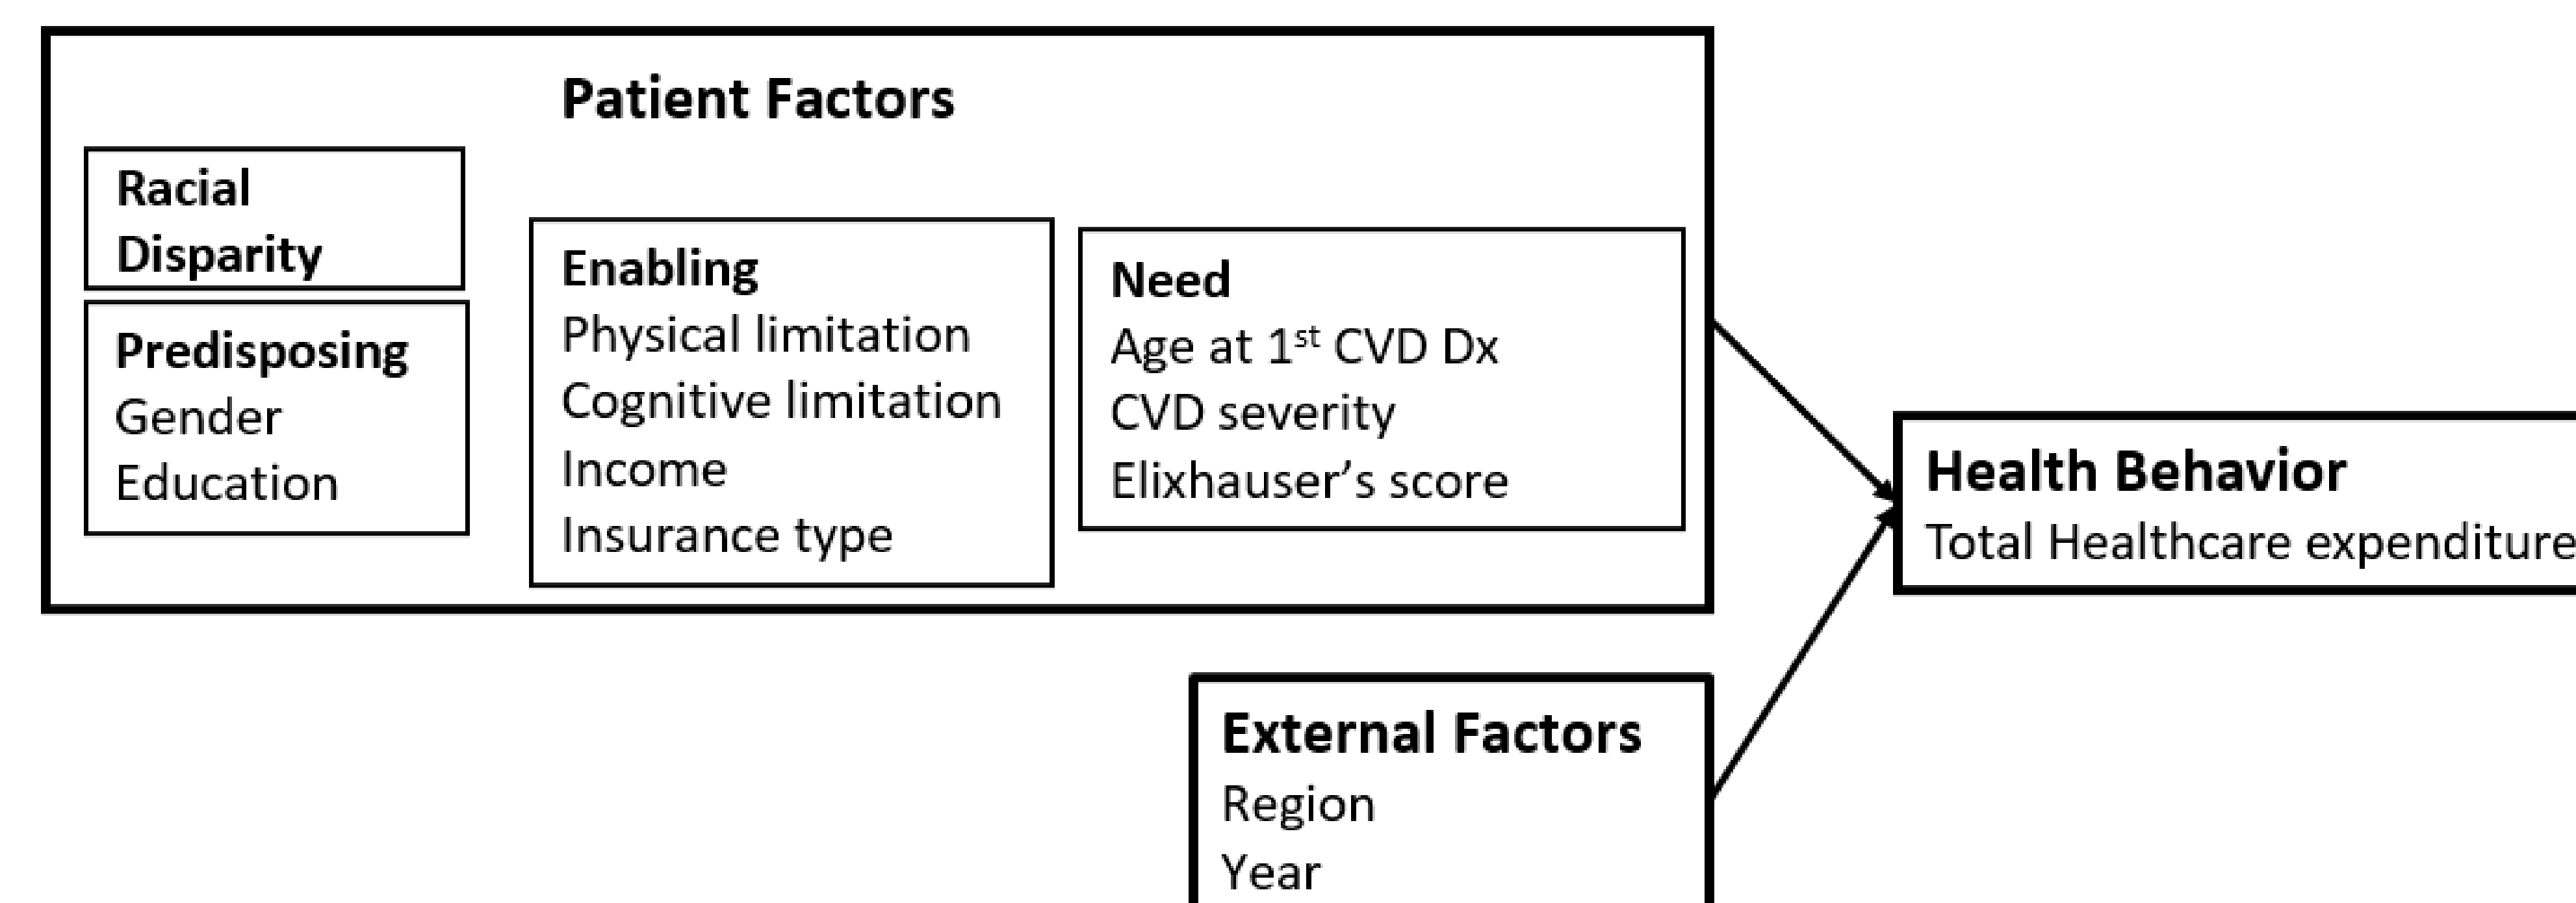 Patient Factors
Racial
Disparity
Predisposing
Gender
Education
Enabling
Physical limitation
Cognitive limitation
Income
Insurance type
Need
Age at 1st CVD Dx
CVD severity
Elixhauser’s score
Health Behavior
Total Healthcare expenditure
External Factors
Region
Year